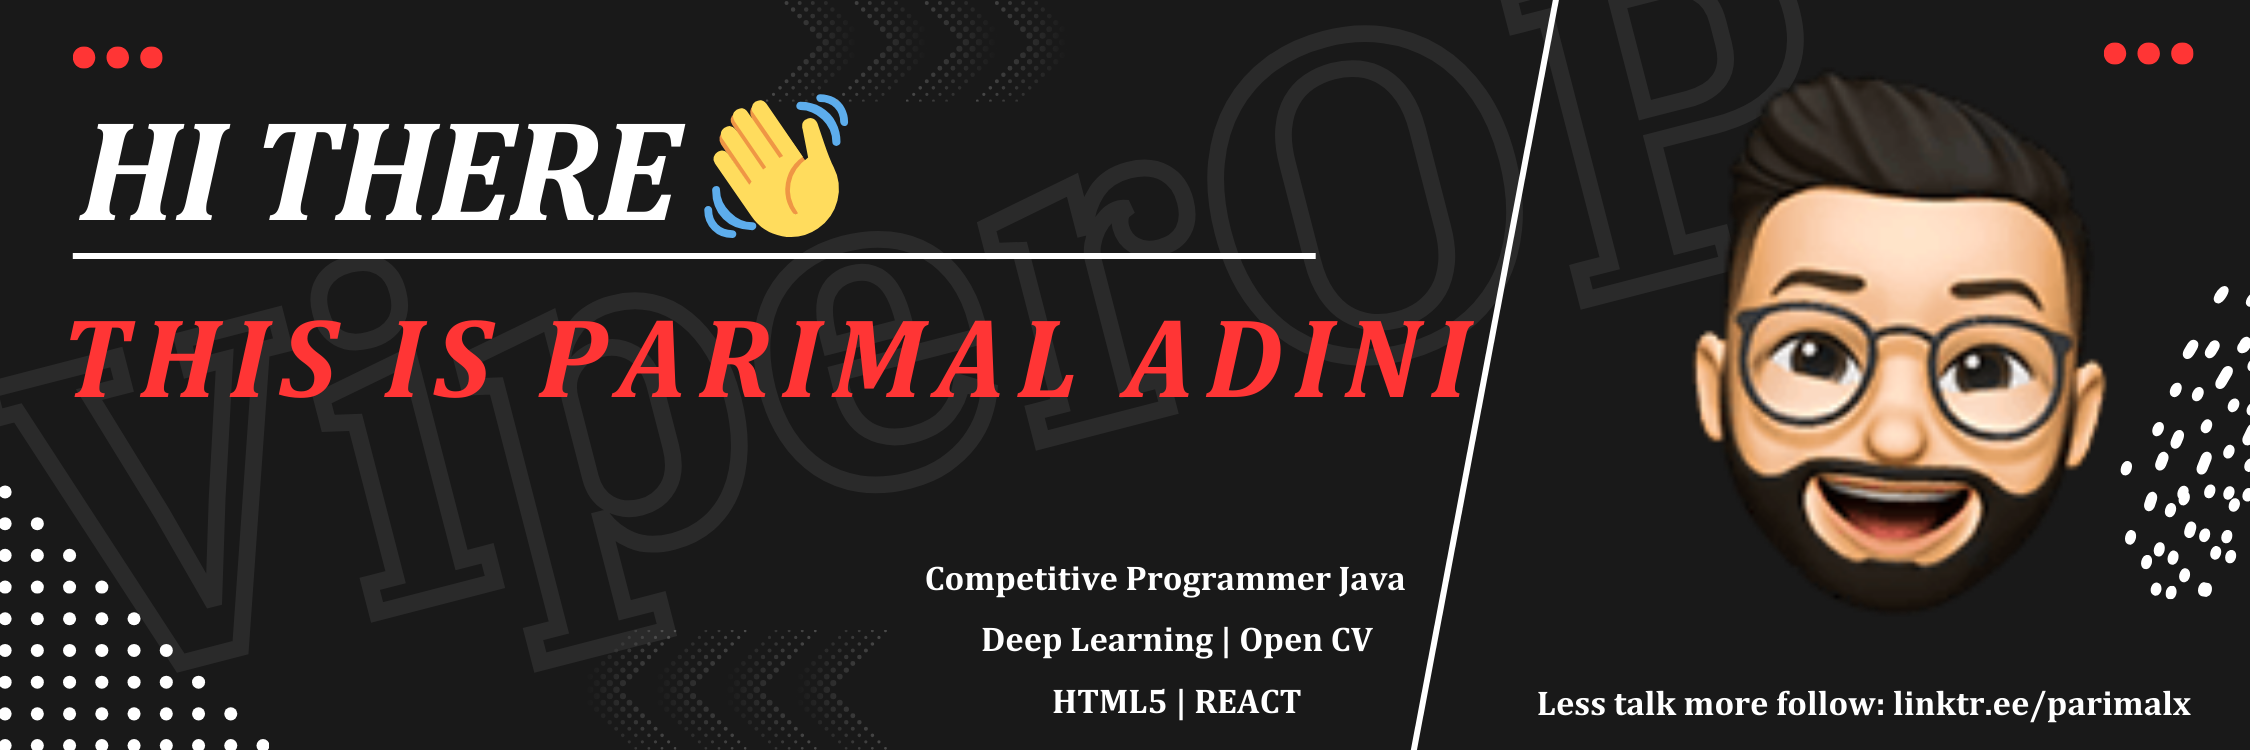 HI THERE
THIS IS PARIMAL ADINI
ViperOP
Competitive Programmer Java
Deep Learning | Open CV
HTML5 | REACT
Less talk more follow: linktr.ee/parimalx